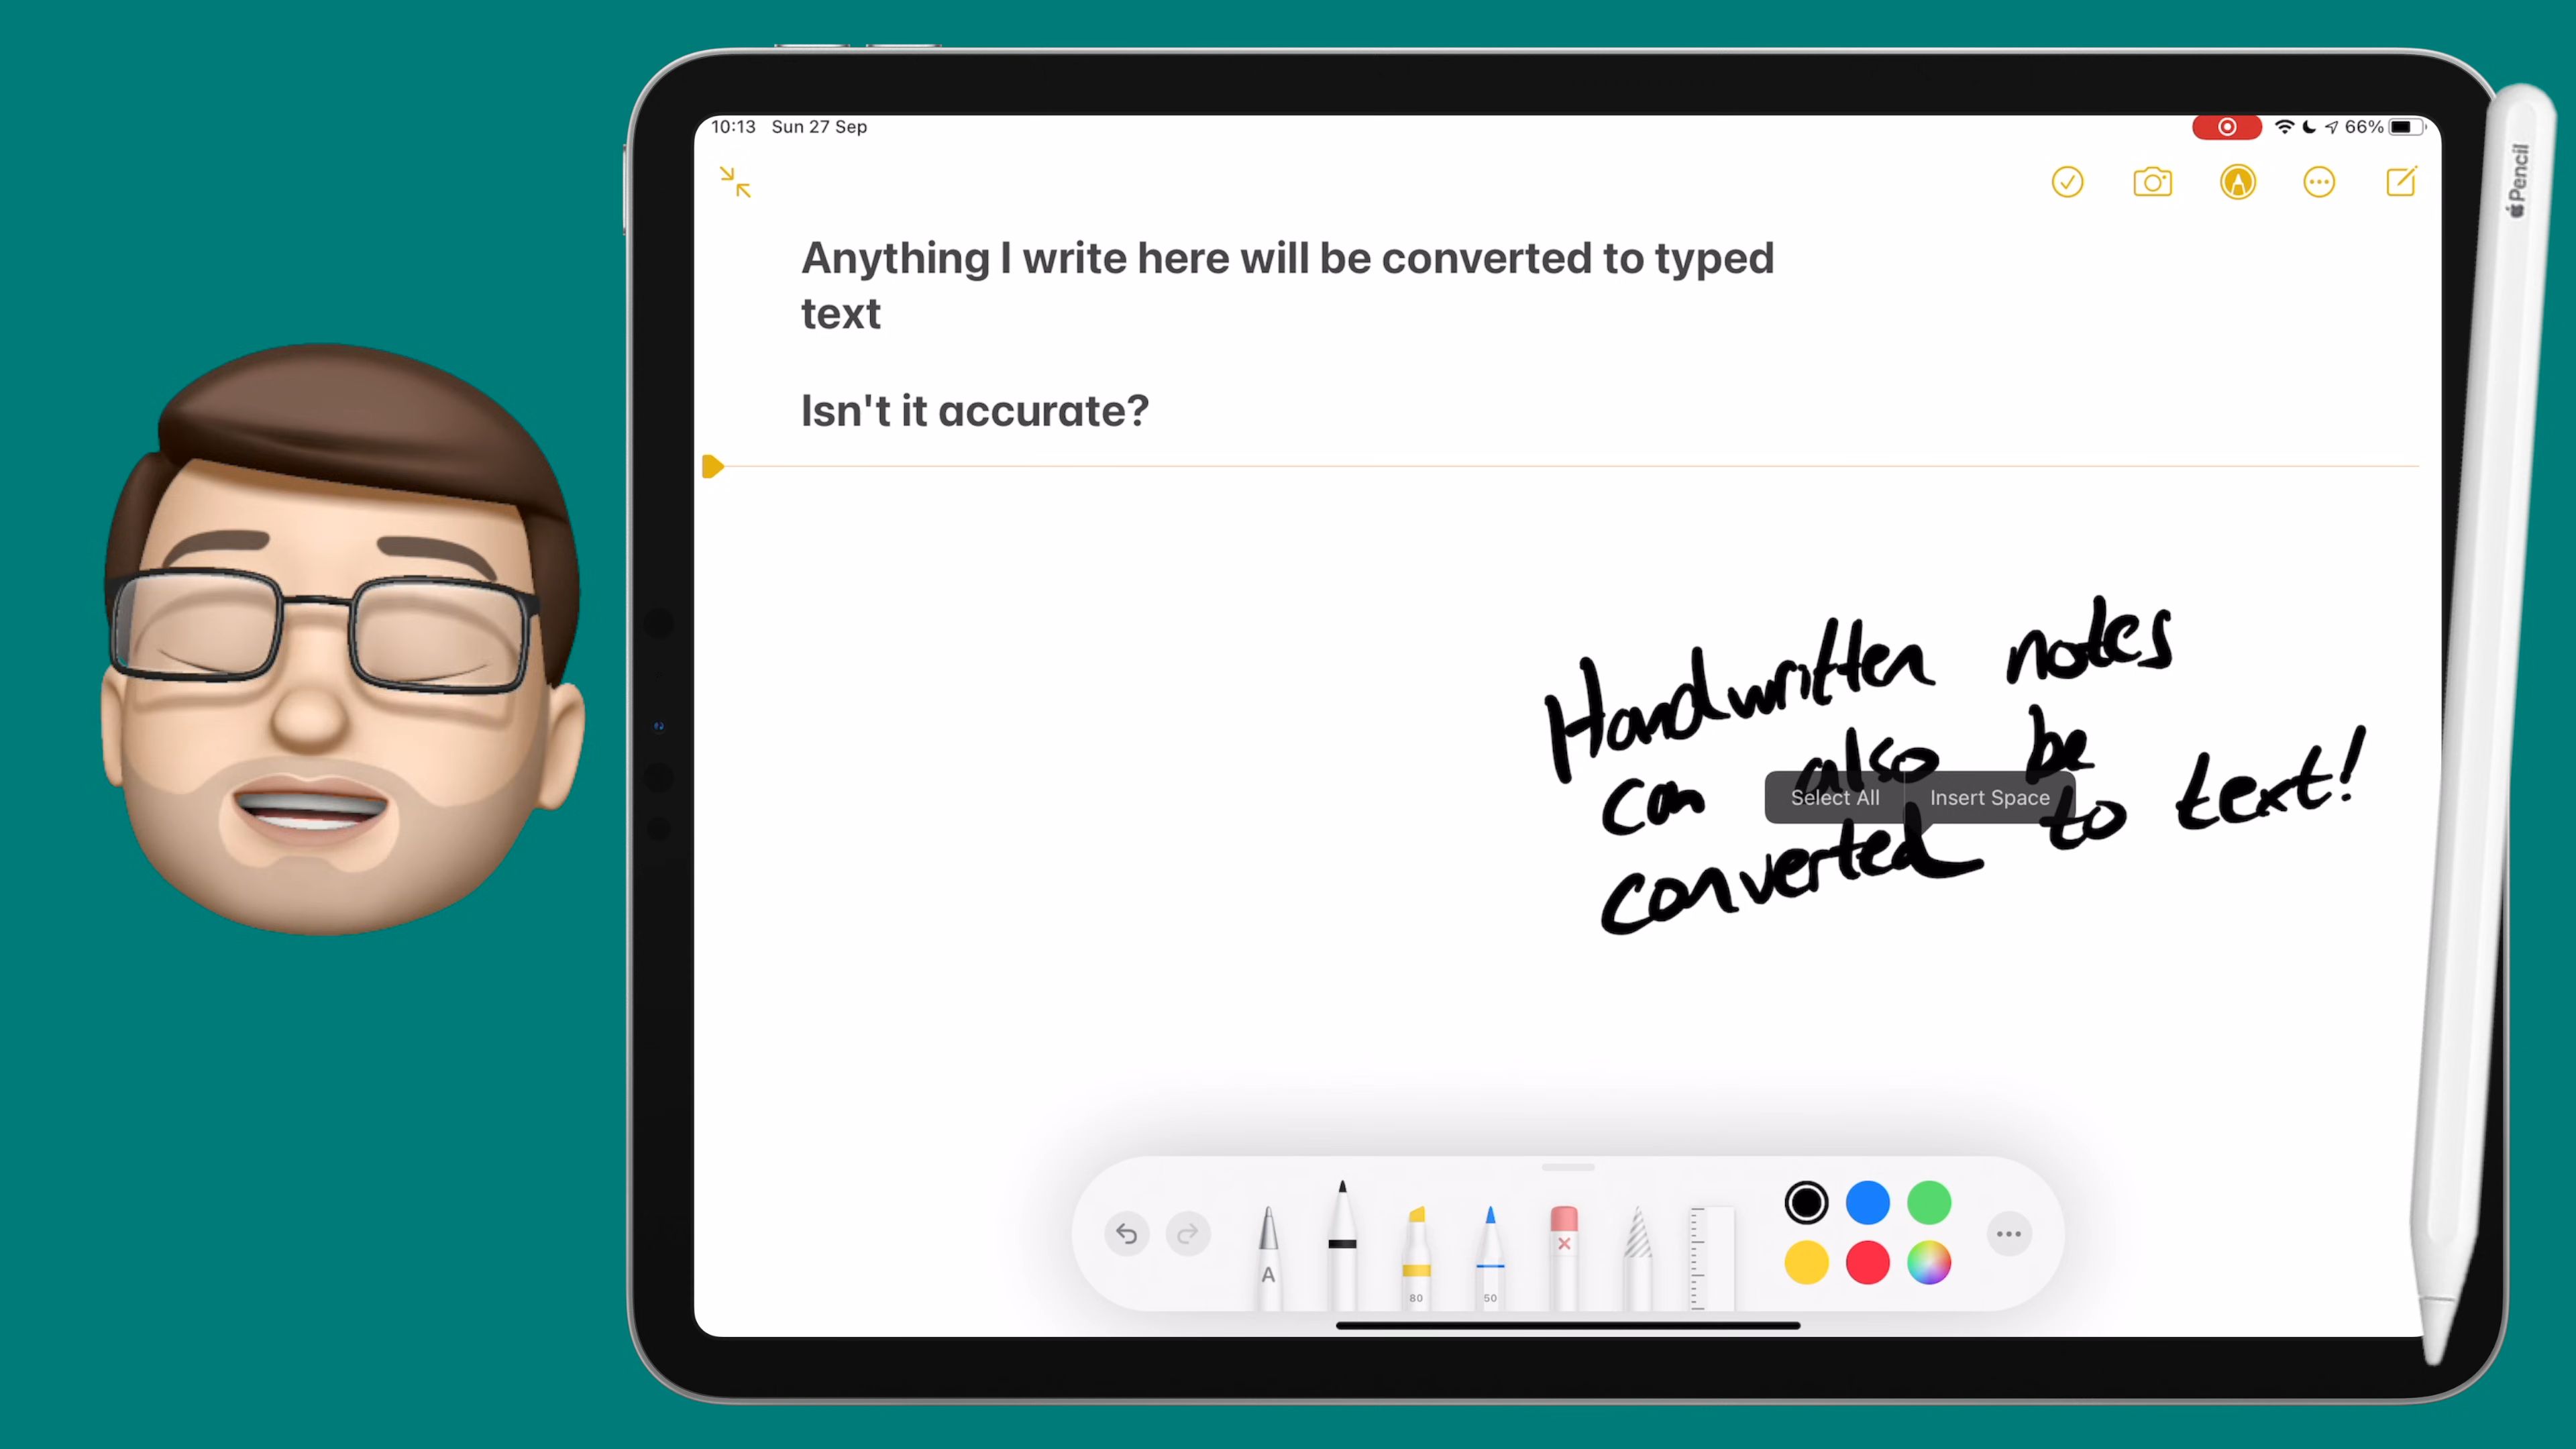 10:13 Sun 27 Sep 66%
Pencil
Anything I write here will be converted to typed
text
Isn't it accurate?
Handwritten notes
can also be
Select All Insert Space
converted to text!
A
80 50